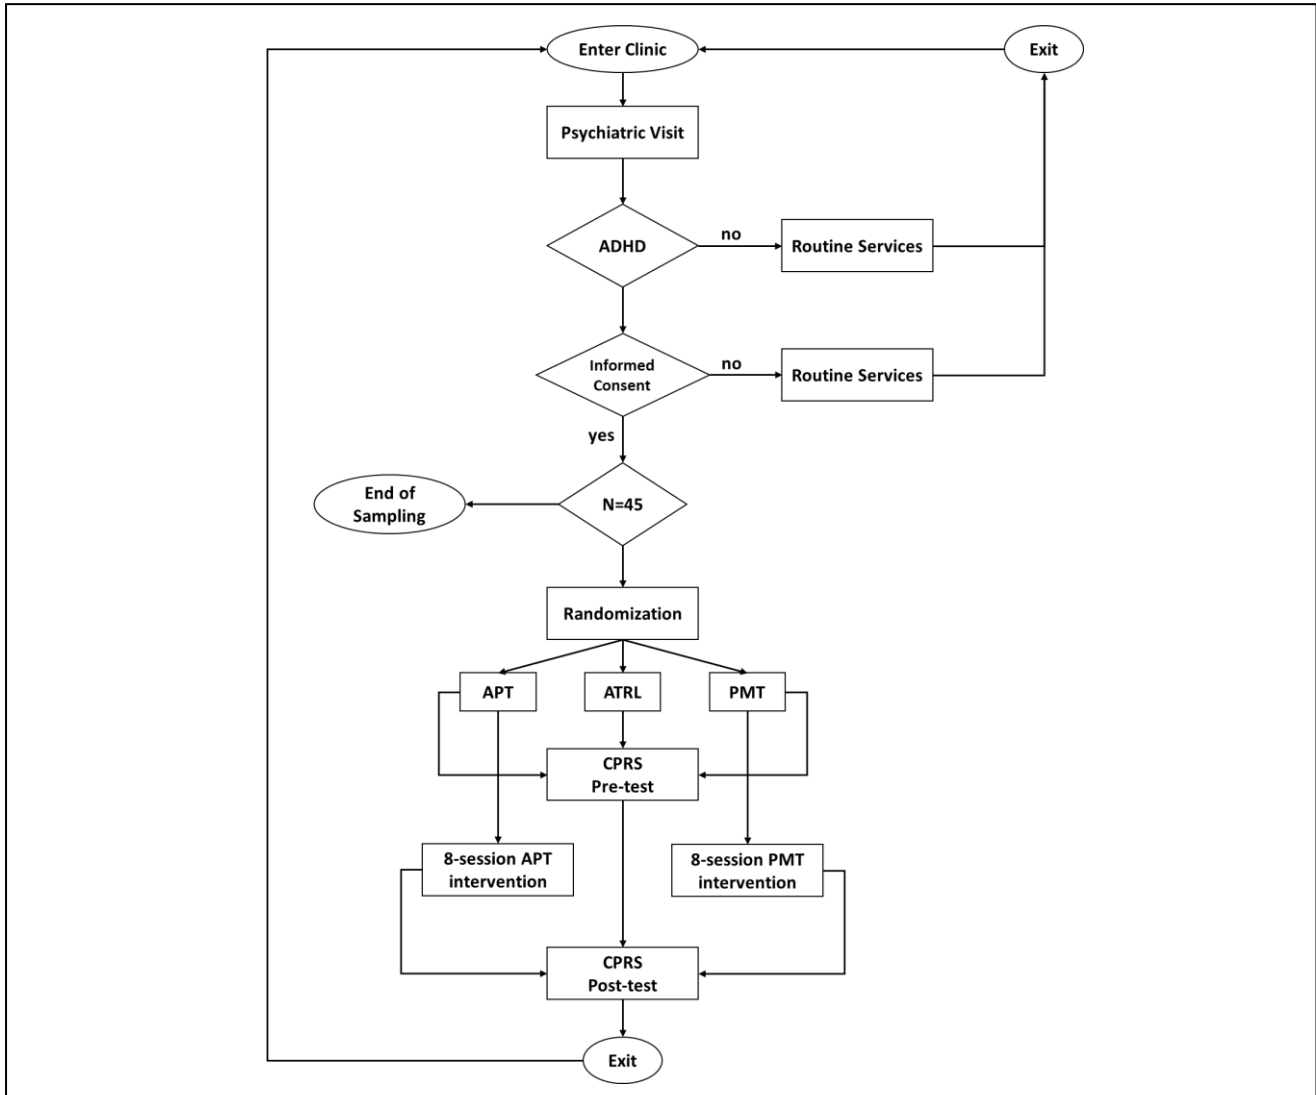 Enter Clinic
Exit
Psychiatric Visit
ADHD
no
Routine Services
Informed
Consent
no
Routine Services
yes
End of
Sampling
N=45
Randomization
APT
ATRL
PMT
CPRS
Pre-test
8-session APT
intervention
8-session PMT
intervention
CPRS
Post-test
Exit